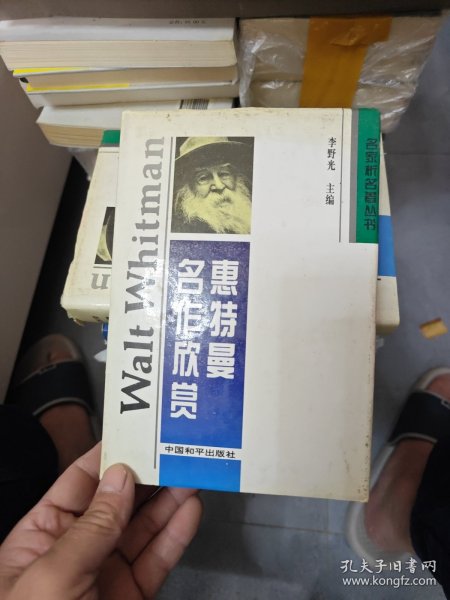 Walt Whitman
李野光 主编
名家析名著丛书
惠特曼
名作欣赏
中国和平出版社
孔夫子旧书网
www.kongfz.com